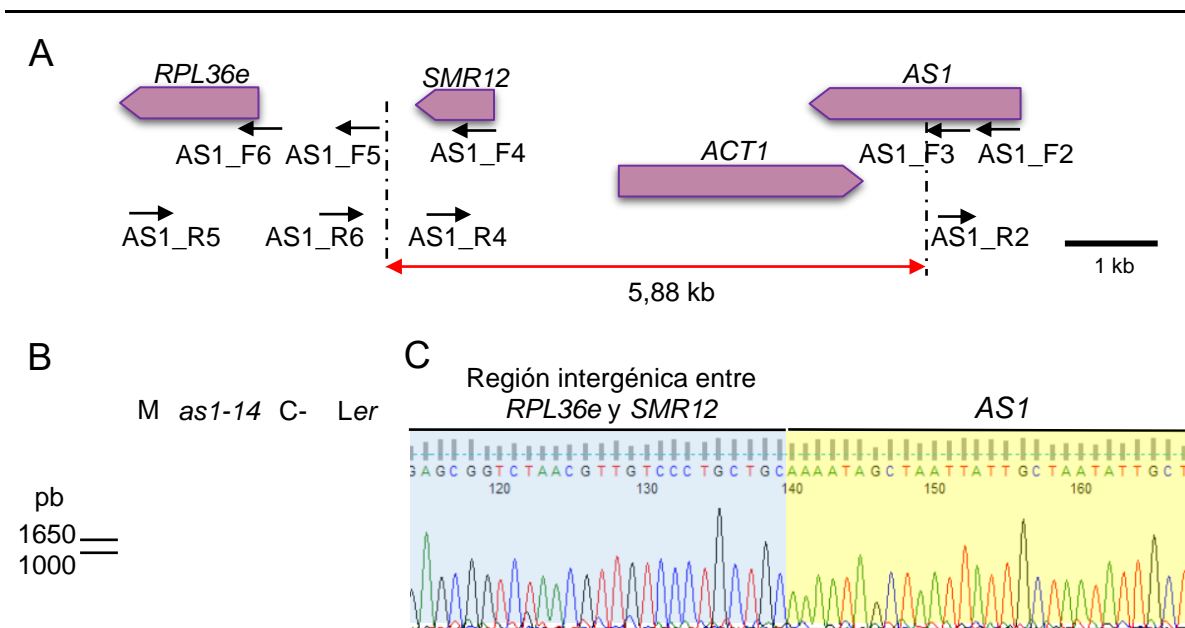 A
RPL36e SMR12 AS1
AS1_F6 AS1_F5 AS1_F4 ACT1 AS1_F3 AS1_F2
AS1_R5 AS1_R6 AS1_R4 AS1_R2
1 kb
5,88 kb
B
M as1-14 C- Ler
pb
1650
1000
C
Región intergénica entre
RPL36e y SMR12 AS1
GAGCGGTCTAACGTTGTCCCTGCTGCAAAATAGCTAATTATTGCTAATATTGCT
120 130 140 150 160